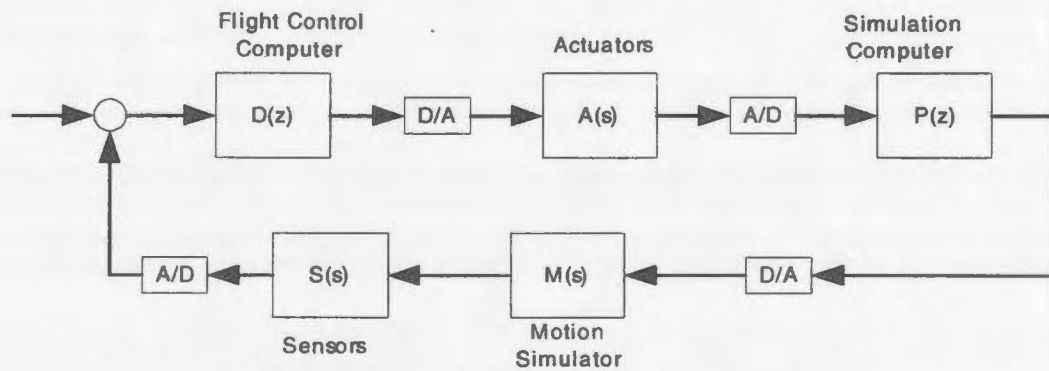 Flight Control
Computer
Actuators
Simulation
Computer
D(z)
D/A
A(s)
A/D
P(z)
A/D
S(s)
M(s)
D/A
Sensors
Motion
Simulator